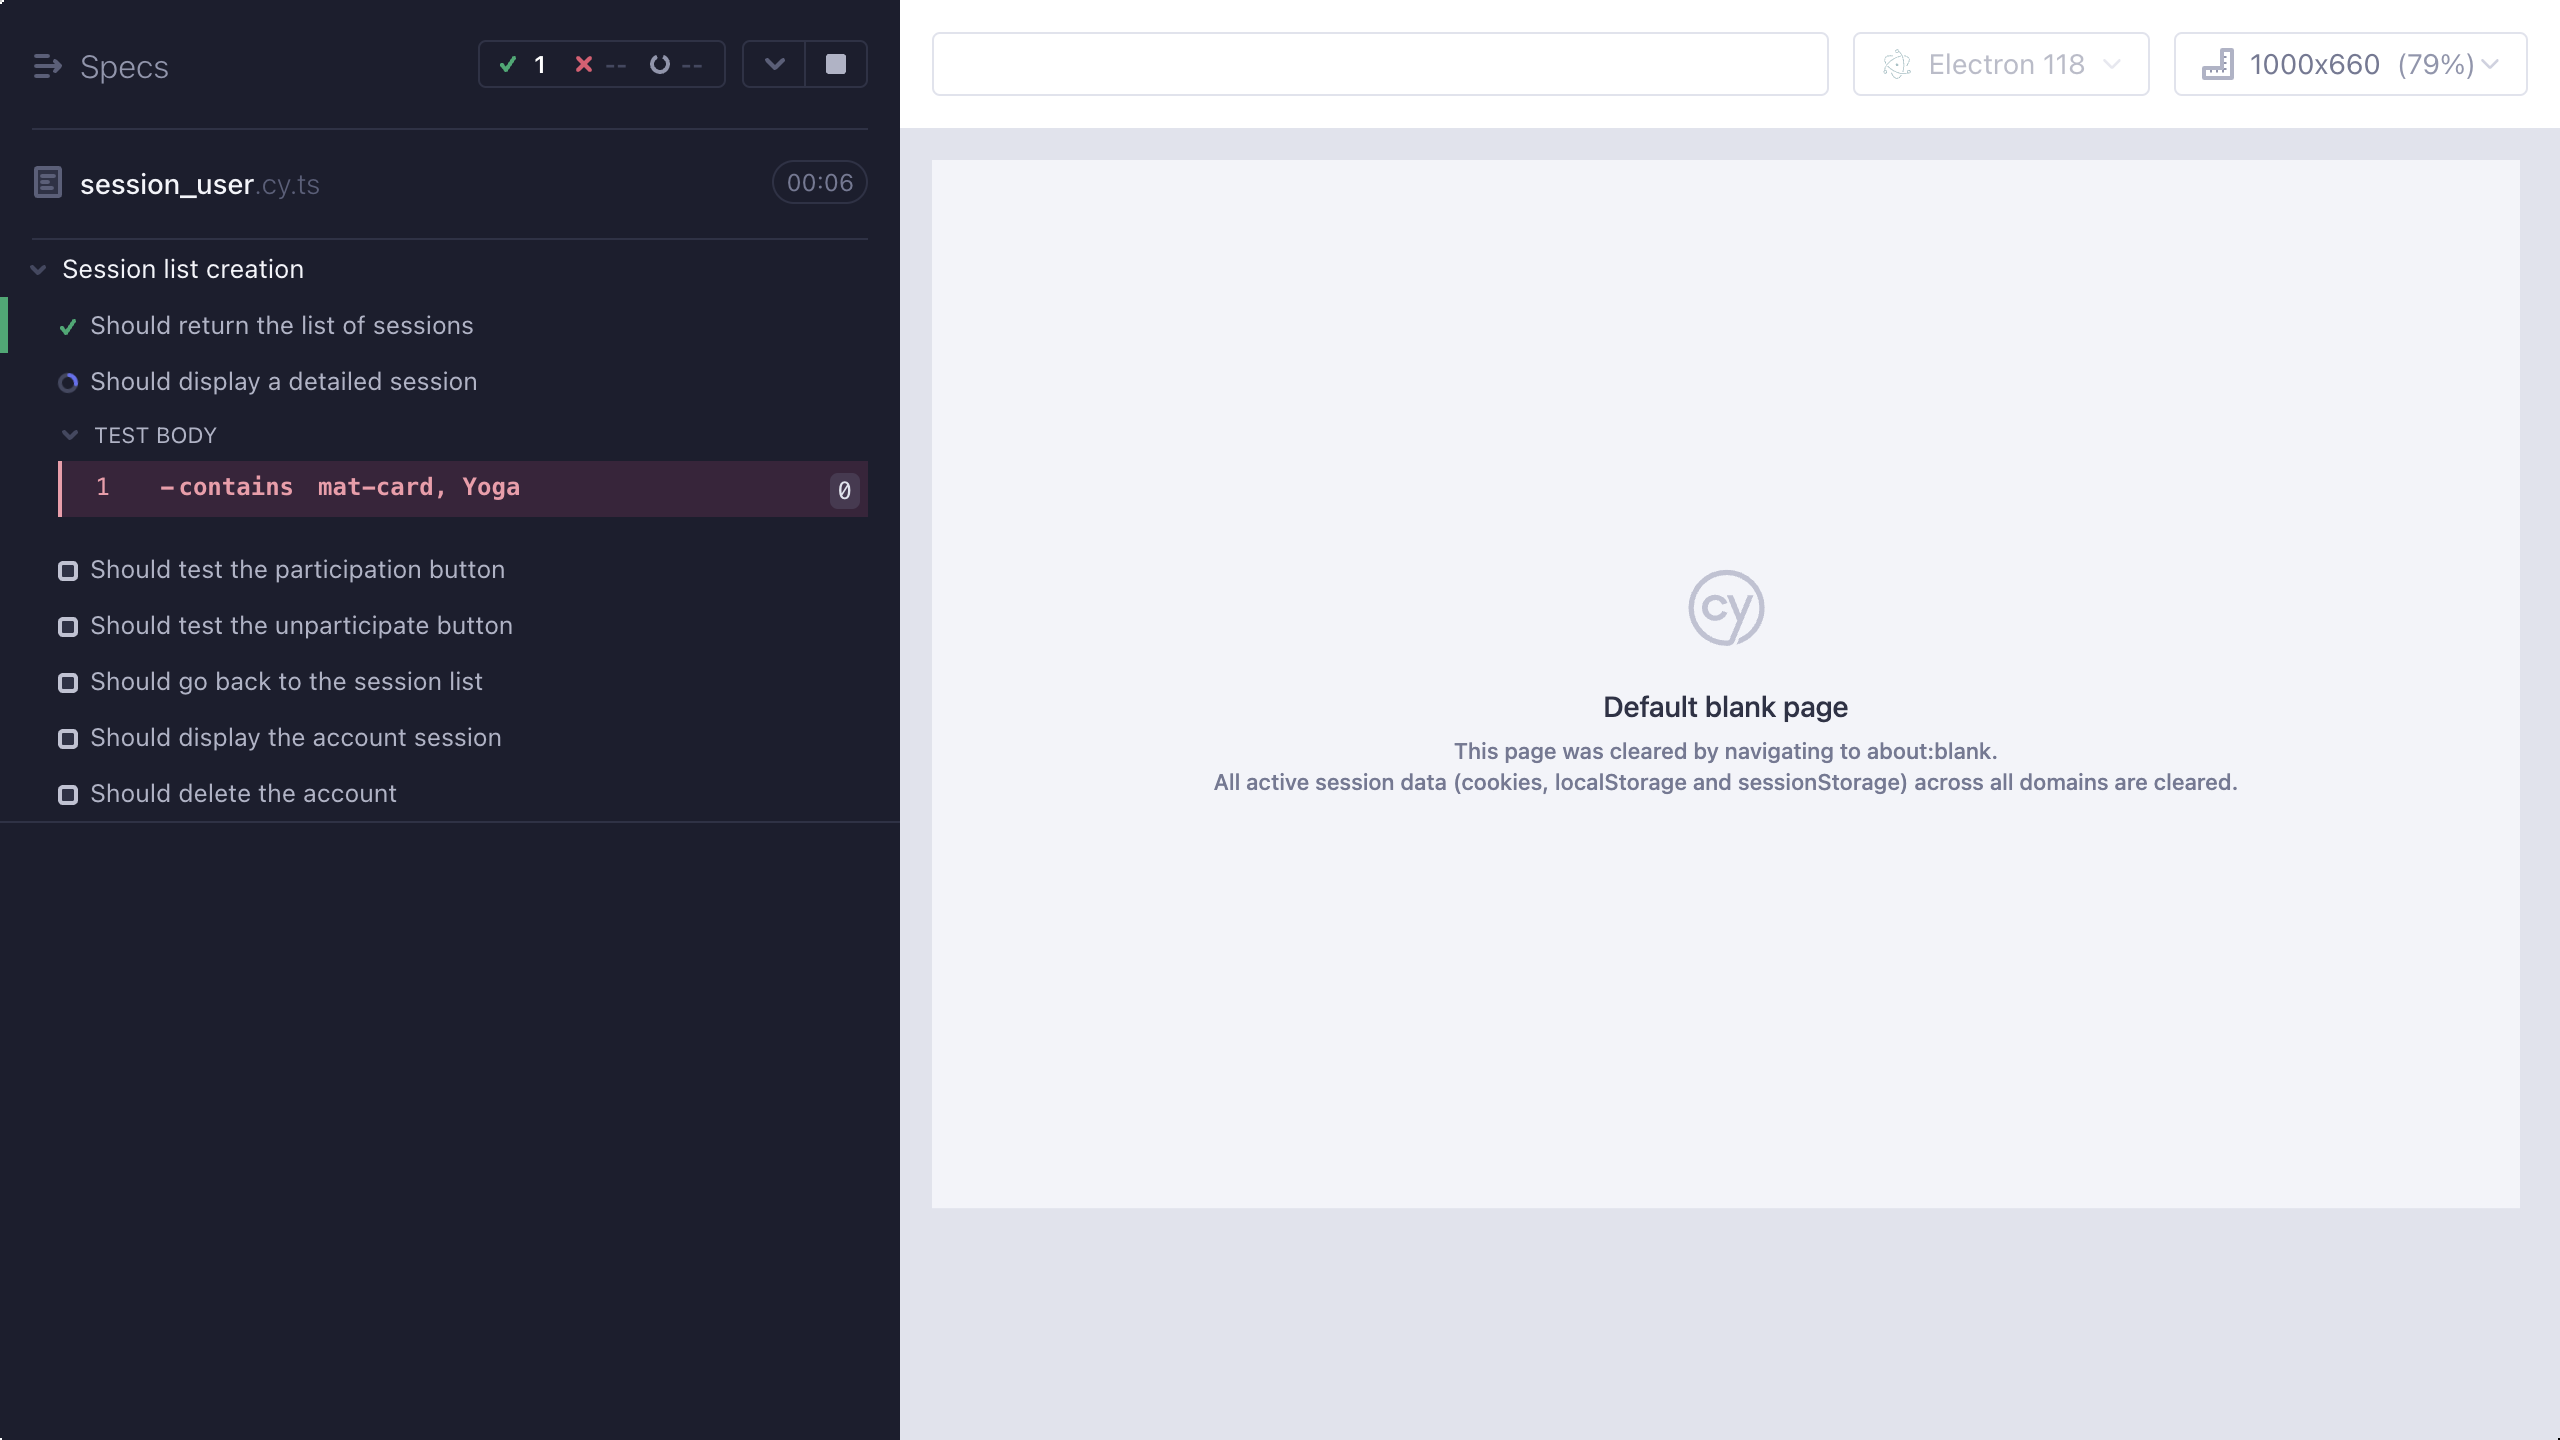 Specs
1 -- --
session_user.cy.ts 00:06
Session list creation
Should return the list of sessions
Should display a detailed session
TEST BODY
1 -contains mat-card, Yoga 0
Should test the participation button
Should test the unparticipate button
Should go back to the session list
Should display the account session
Should delete the account
Electron 118
1000x660 (79%)
cy
Default blank page
This page was cleared by navigating to about:blank.
All active session data (cookies, localStorage and sessionStorage) across all domains are cleared.